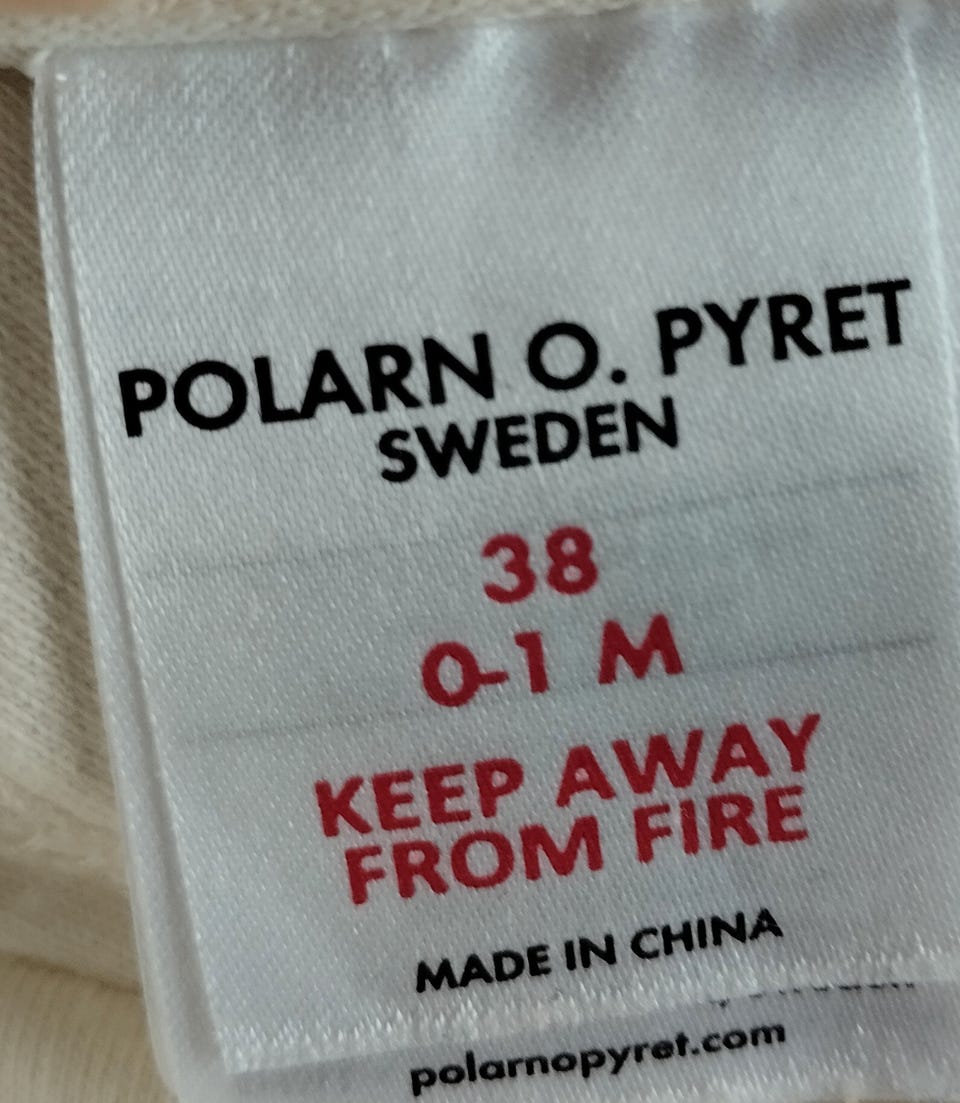 POLARN O. PYRET
SWEDEN
38
0-1 M
KEEP AWAY
FROM FIRE
MADE IN CHINA
polarnopyret.com